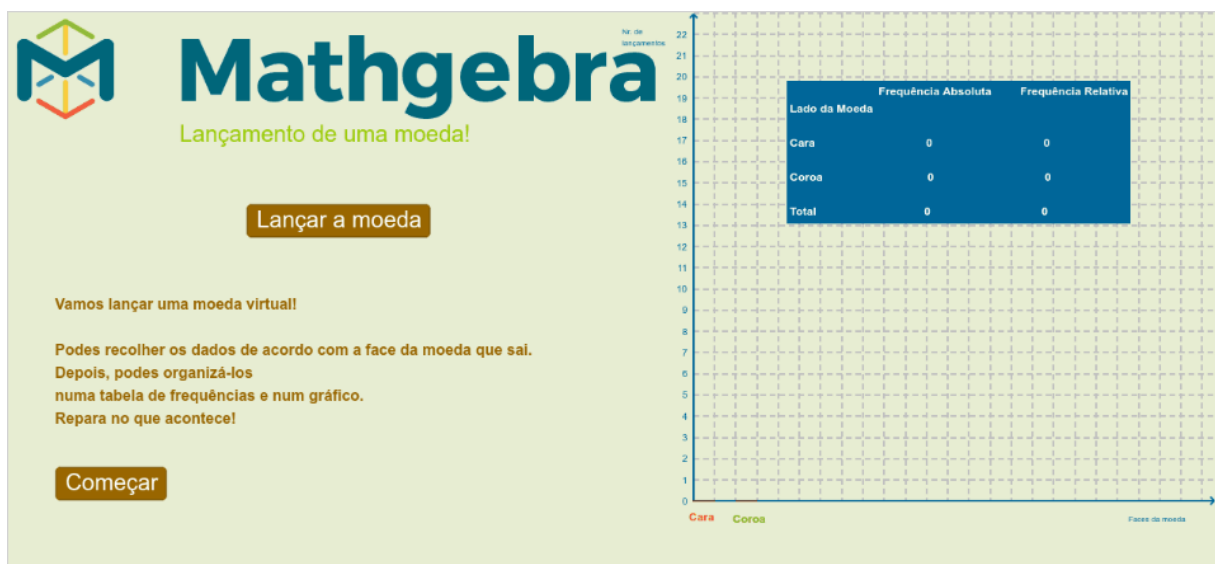 Mathgebra
Lançamento de uma moeda!
Lançar a moeda
Vamos lançar uma moeda virtual!
Podes recolher os dados de acordo com a face da moeda que sai.
Depois, podes organizá-los
numa tabela de frequências e num gráfico.
Repara no que acontece!
Começar
Nr. de
lançamentos
22
21
20
19
18
17
16
15
14
13
12
11
10
9
8
7
6
5
4
3
2
1
0
Frequência Absoluta Frequência Relativa
Lado da Moeda
Cara 0 0
Coroa 0 0
Total 0 0
Cara Coroa
Faces da moeda